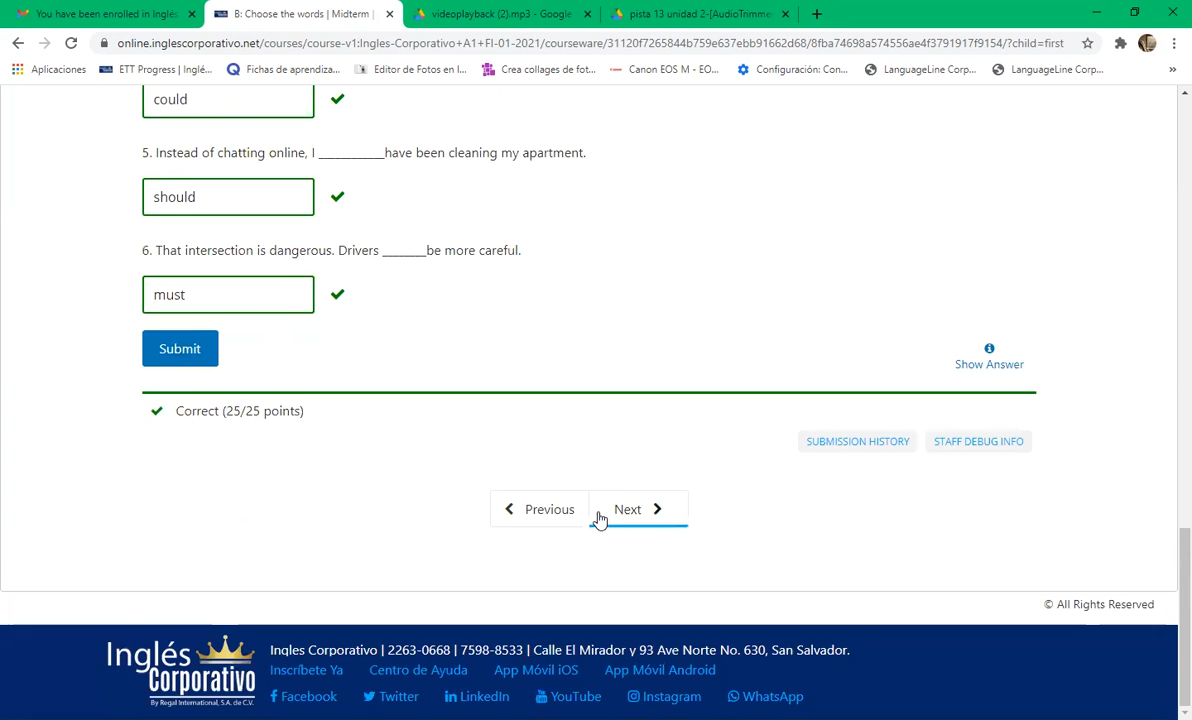 You have been enrolled in Inglés
B: Choose the words | Midterm |
videoplayback (2).mp3 - Google
pista 13 unidad 2-[AudioTrimme
online.inglescorporativo.net/courses/course-v1:Ingles-Corporativo+A1+FI-01-2021/courseware/31120f7265844b759e637ebb91662d68/8fba74698a574556ae4f3791917f9154/?child=first
Aplicaciones
ETT Progress | Inglé...
Fichas de aprendiza...
Editor de Fotos en l...
Crea collages de fot...
Canon EOS M - EO...
Configuración: Con...
LanguageLine Corp...
LanguageLine Corp...
»
could
5. Instead of chatting online, I ___________have been cleaning my apartment.
should
6. That intersection is dangerous. Drivers _______be more careful.
must
Submit
Show Answer
Correct (25/25 points)
SUBMISSION HISTORY
STAFF DEBUG INFO
Previous
Next
© All Rights Reserved
Inglés Corporativo
By Regal International, S.A. de C.V.
Ingles Corporativo | 2263-0668 | 7598-8533 | Calle El Mirador y 93 Ave Norte No. 630, San Salvador.
Inscríbete Ya Centro de Ayuda App Móvil iOS App Móvil Android
Facebook Twitter LinkedIn YouTube Instagram WhatsApp